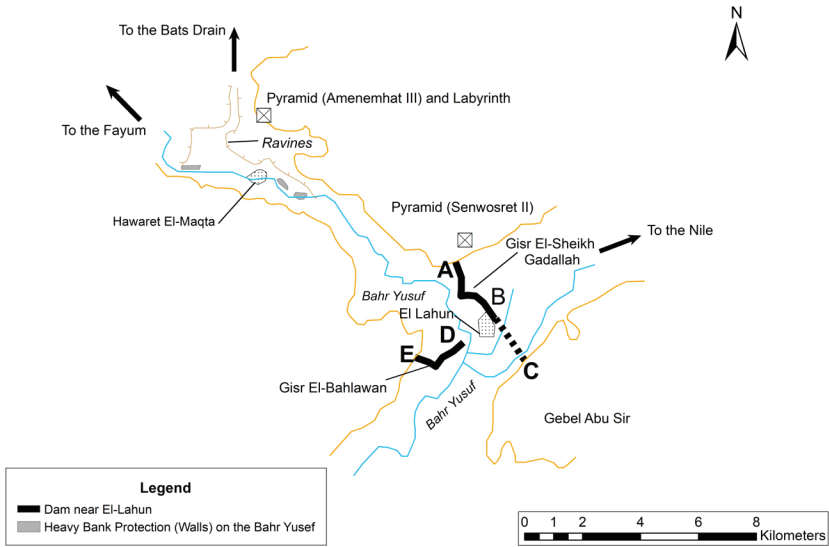 To the Bats Drain
N
Pyramid (Amenemhat III) and Labyrinth
To the Fayum
Ravines
Hawaret El-Maqta
Pyramid (Senwosret II)
To the Nile
Gisr El-Sheikh
Gadallah
A
B
Bahr Yusuf
El Lahun
D
E
C
Gisr El-Bahlawan
Bahr Yusuf
Gebel Abu Sir
Legend
Dam near El-Lahun
Heavy Bank Protection (Walls) on the Bahr Yusef
0 2 4 6 8
Kilometers